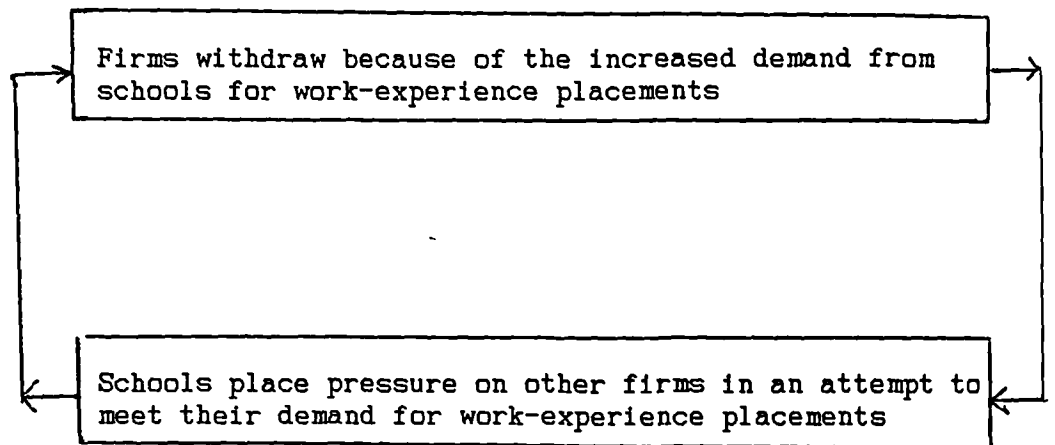 Firms withdraw because of the increased demand from
schools for work-experience placements
Schools place pressure on other firms in an attempt to
meet their demand for work-experience placements